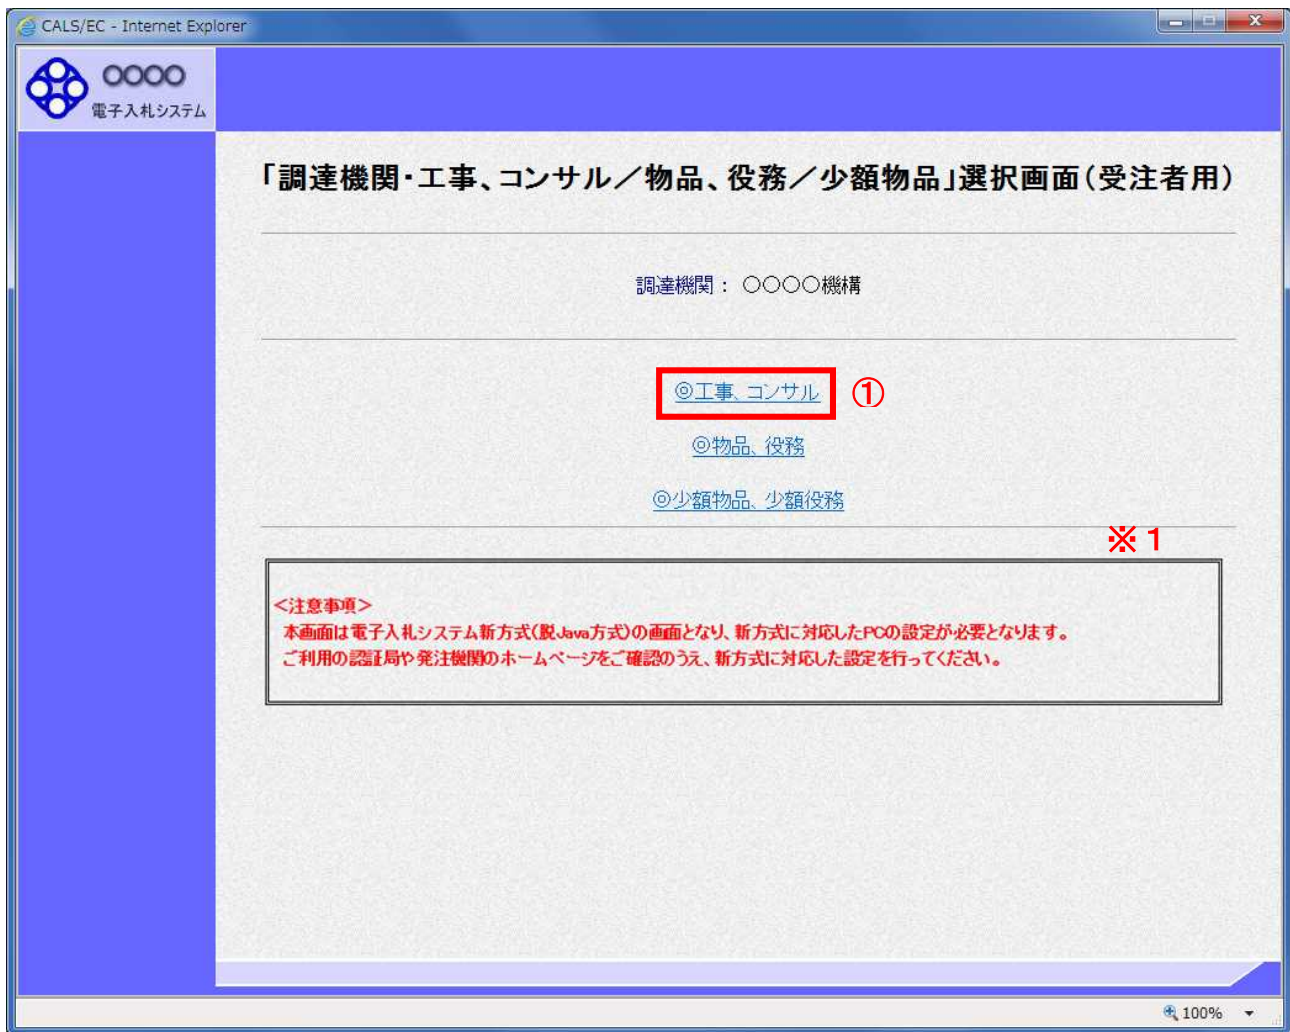 CALS/EC - Internet Explorer
○○○○
電子入札システム
「調達機関・工事、コンサル／物品、役務／少額物品」選択画面(受注者用)
調達機関： ○○○○機構
◎工事、コンサル ①
◎物品、役務
◎少額物品、少額役務
※１
＜注意事項＞
本画面は電子入札システム新方式(脱Java方式)の画面となり、新方式に対応したPCの設定が必要となります。
ご利用の認証局や発注機関のホームページをご確認のうえ、新方式に対応した設定を行ってください。
100%